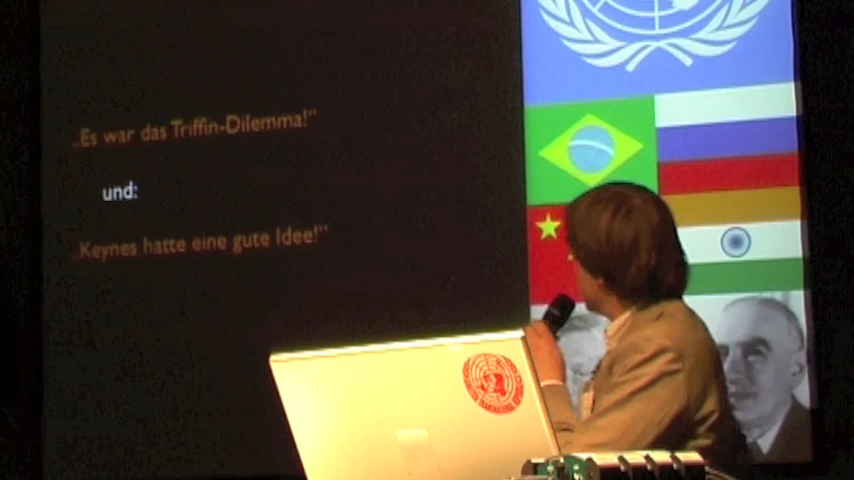 „Es war das Triffin-Dilemma!“
und:
„Keynes hatte eine gute Idee!“